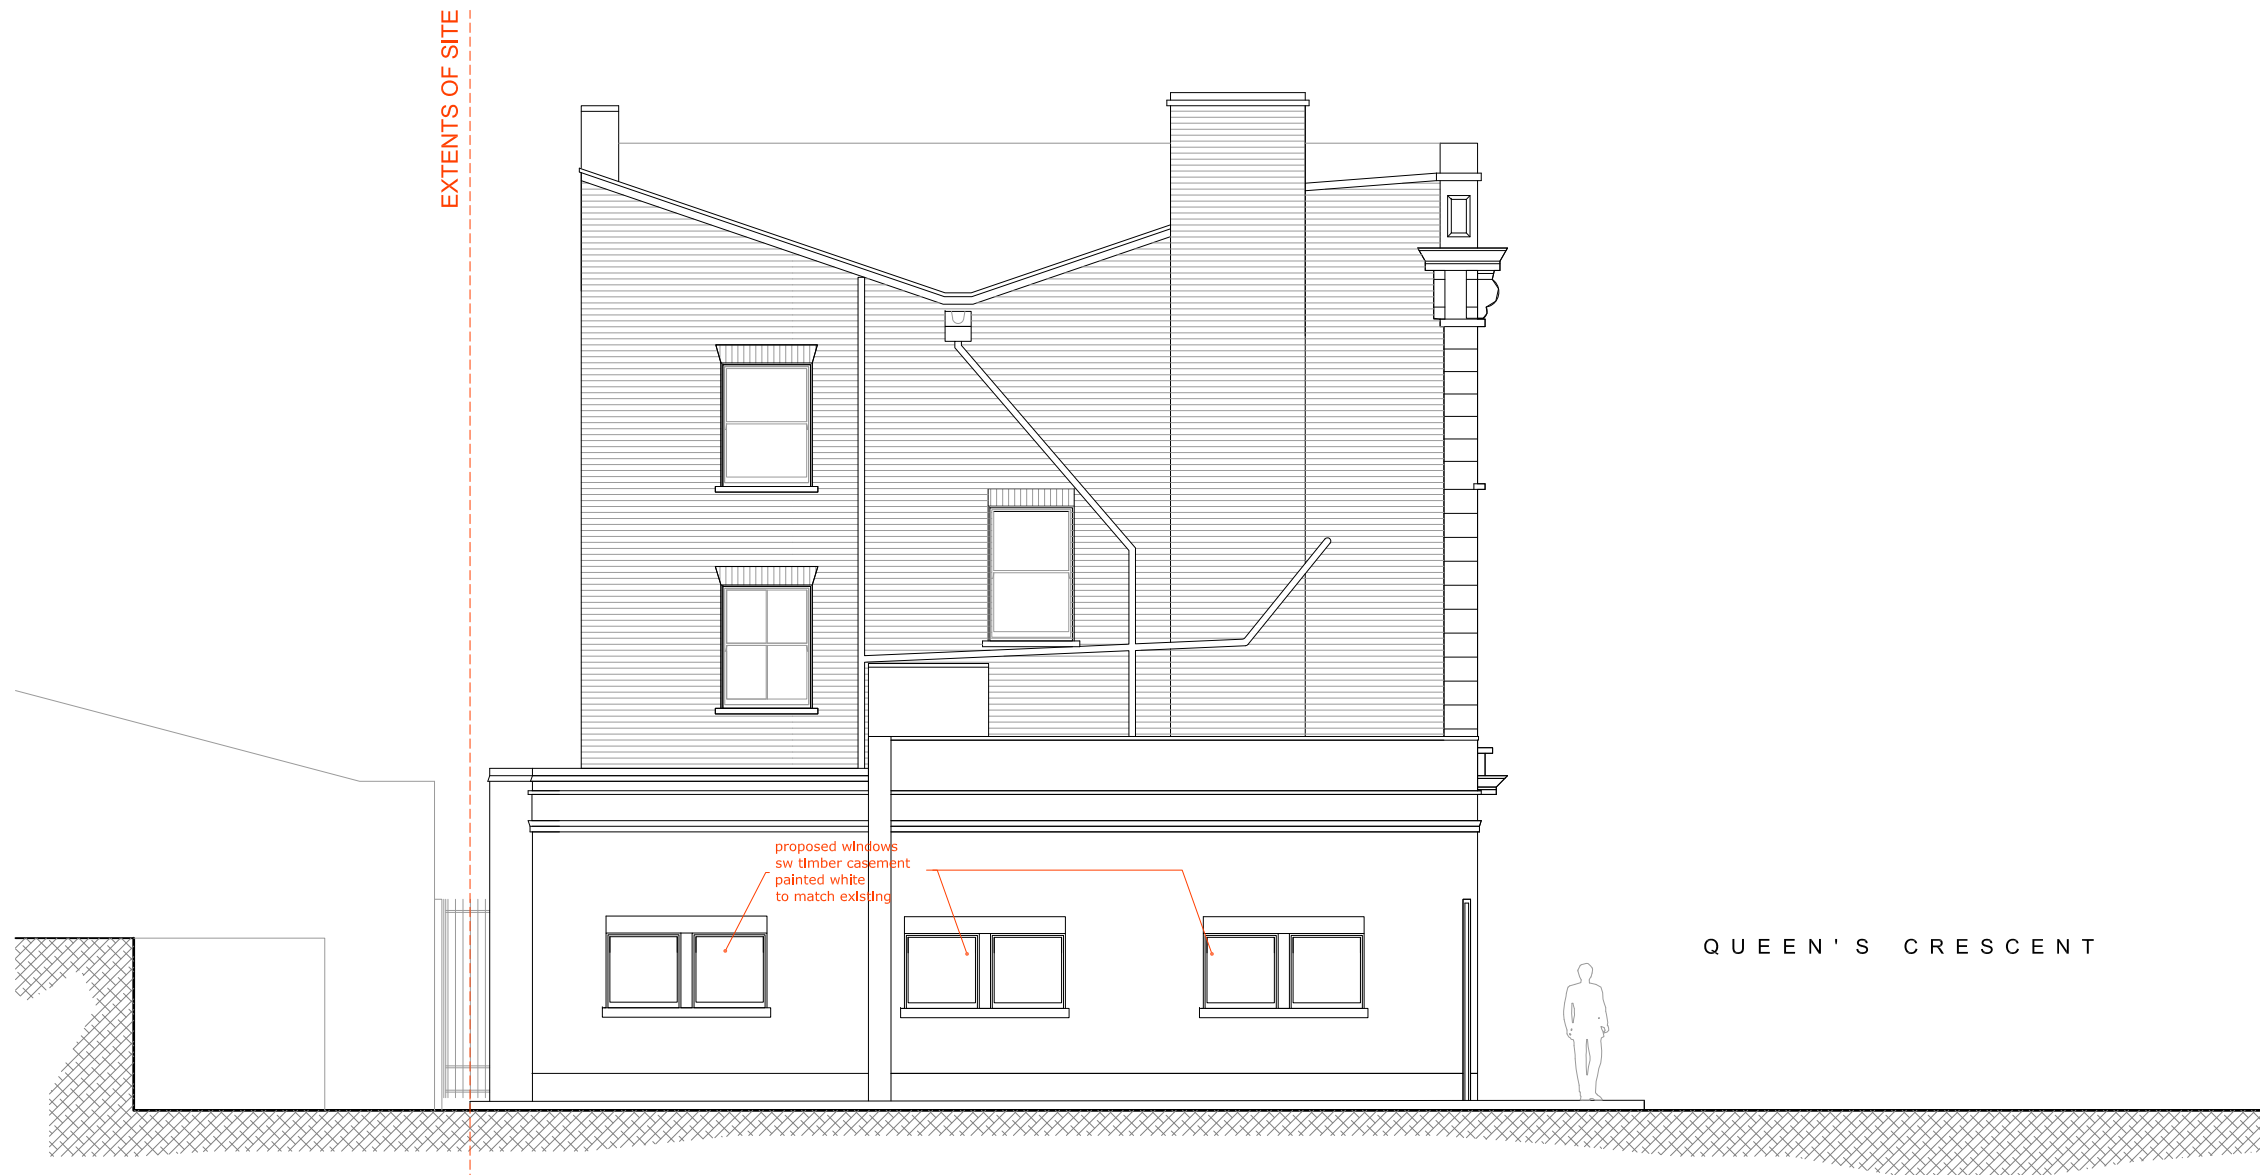 EXTENTS OF SITE
proposed windows
sw timber casement
painted white
to match existing
QUEEN'S CRESCENT